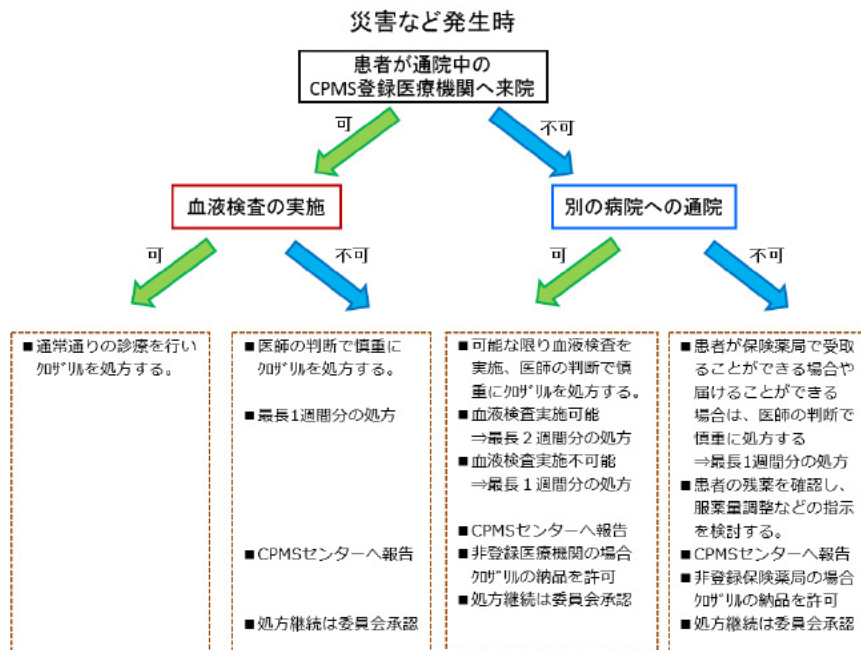 災害など発生時
患者が通院中の
CPMS登録医療機関へ来院
可
不可
血液検査の実施
別の病院への通院
可
不可
可
不可
■通常通りの診療を行い
ｸﾛｻﾞﾘﾙを処方する。
■医師の判断で慎重に
ｸﾛｻﾞﾘﾙを処方する。
■最長1週間分の処方
■CPMSセンターへ報告
■処方継続は委員会承認
■可能な限り血液検査を
実施、医師の判断で慎
重にｸﾛｻﾞﾘﾙを処方する。
■血液検査実施可能
⇒最長２週間分の処方
■血液検査実施不可能
⇒最長１週間分の処方
■CPMSセンターへ報告
■非登録医療機関の場合
ｸﾛｻﾞﾘﾙの納品を許可
■処方継続は委員会承認
■患者が保険薬局で受取
ることができる場合や
届けることができる
場合は、医師の判断で
慎重に処方する
⇒最長1週間分の処方
■患者の残薬を確認し、
服薬量調整などの指示
を検討する。
■CPMSセンターへ報告
■非登録保険薬局の場合
ｸﾛｻﾞﾘﾙの納品を許可
■処方継続は委員会承認